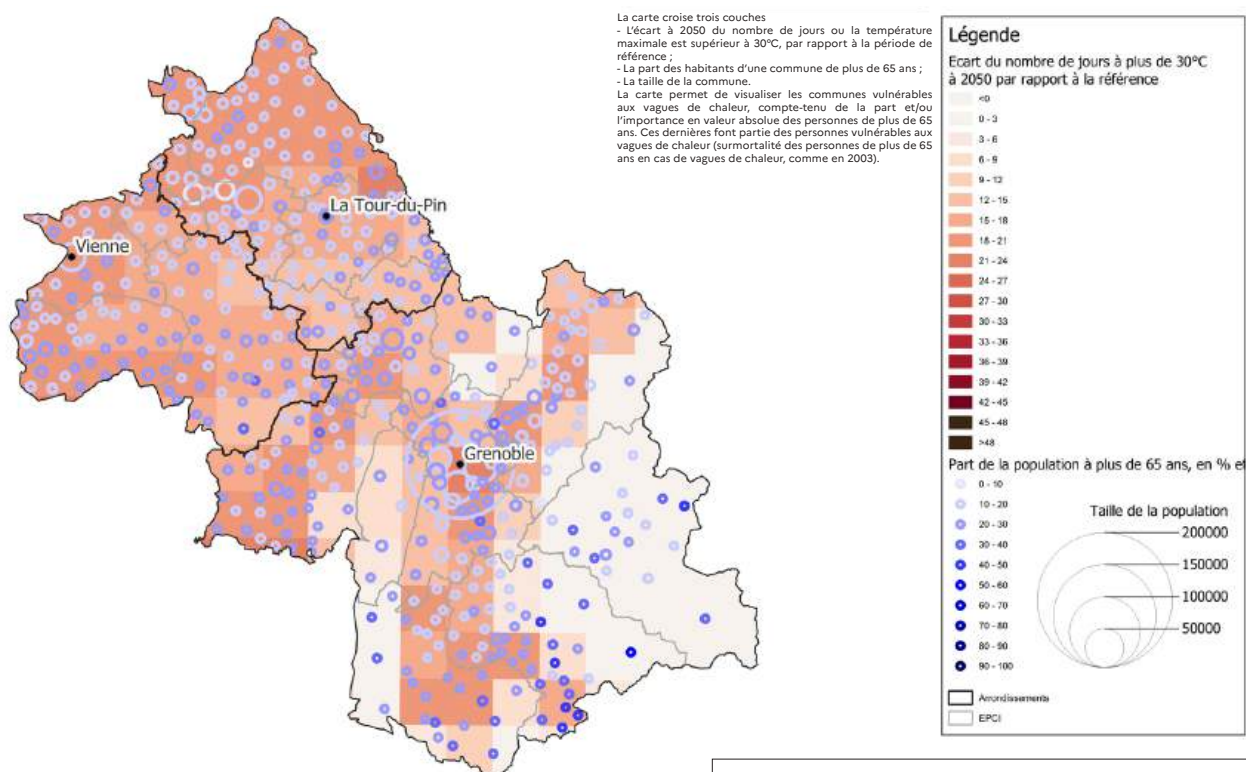 La carte croise trois couches
- L'écart à 2050 du nombre de jours ou la température
maximale est supérieur à 30°C, par rapport à la période de
référence ;
- La part des habitants d'une commune de plus de 65 ans ;
- La taille de la commune.
La carte permet de visualiser les communes vulnérables
aux vagues de chaleur, compte-tenu de la part et/ou
l'importance en valeur absolue des personnes de plus de 65
ans. Ces dernières font partie des personnes vulnérables aux
vagues de chaleur (surmortalité des personnes de plus de 65
ans en cas de vagues de chaleur, comme en 2003).
La Tour-du-Pin
Vienne
Grenoble
Légende
Ecart du nombre de jours à plus de 30°C
à 2050 par rapport à la référence
<0
0 - 3
3 - 6
6 - 9
9 - 12
12 - 15
15 - 18
18 - 21
21 - 24
24 - 27
27 - 30
30 - 33
33 - 36
36 - 39
39 - 42
42 - 45
45 - 48
>48
Part de la population à plus de 65 ans, en % et
0 - 10
10 - 20
20 - 30
30 - 40
40 - 50
50 - 60
60 - 70
70 - 80
80 - 90
90 - 100
Taille de la population
200000
150000
100000
50000
Arrondissements
EPCI